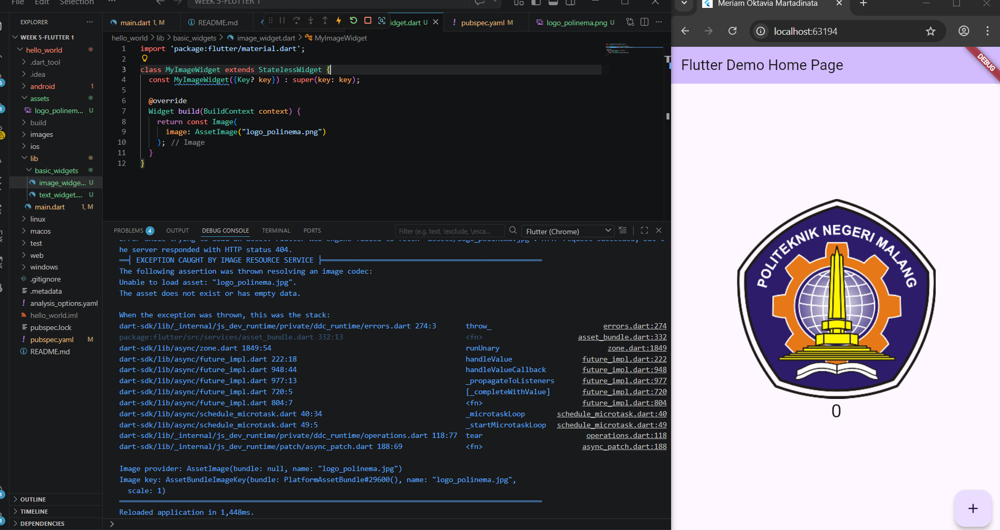 File Edit Selection ... WEEK 5-FLUTTER 1
Meriam Oktavia Martadinata
localhost:63194
EXPLORER
WEEK 5-FLUTTER 1
hello_world
.dart_tool
.idea
android 1
assets
logo_polinem... U
build
images
ios
lib
basic_widgets
image_widge... U
text_widget.... U
main.dart 1, M
linux
macos
test
web
windows
.gitignore
.metadata
analysis_options.yaml
hello_world.iml
pubspec.lock
pubspec.yaml M
README.md
OUTLINE
TIMELINE
DEPENDENCIES
main.dart 1, M README.md idget.dart U pubspec.yaml M logo_polinema.png U
hello_world > lib > basic_widgets > image_widget.dart > MyImageWidget
1 import 'package:flutter/material.dart';
2
3 class MyImageWidget extends StatelessWidget {
4 const MyImageWidget({Key? key}) : super(key: key);
5
6 @override
7 Widget build(BuildContext context) {
8 return const Image(
9 image: AssetImage("logo_polinema.png")
10 ); // Image
11 }
12 }
PROBLEMS 4 OUTPUT DEBUG CONSOLE TERMINAL PORTS Filter (e.g. text, !exclude, \esca... Flutter (Chrome)
he server responded with HTTP status 404.
══╡ EXCEPTION CAUGHT BY IMAGE RESOURCE SERVICE ╞══════════════════════════════════════════════════
The following assertion was thrown resolving an image codec:
Unable to load asset: "logo_polinema.jpg".
The asset does not exist or has empty data.
When the exception was thrown, this was the stack:
dart-sdk/lib/_internal/js_dev_runtime/private/ddc_runtime/errors.dart 274:3 throw_ errors.dart:274
package:flutter/src/services/asset_bundle.dart 332:13 <fn> asset_bundle.dart:332
dart-sdk/lib/async/zone.dart 1849:54 runUnary zone.dart:1849
dart-sdk/lib/async/future_impl.dart 222:18 handleValue future_impl.dart:222
dart-sdk/lib/async/future_impl.dart 948:44 handleValueCallback future_impl.dart:948
dart-sdk/lib/async/future_impl.dart 977:13 _propagateToListeners future_impl.dart:977
dart-sdk/lib/async/future_impl.dart 720:5 [_completeWithValue] future_impl.dart:720
dart-sdk/lib/async/future_impl.dart 804:7 <fn> future_impl.dart:804
dart-sdk/lib/async/schedule_microtask.dart 40:34 _microtaskLoop schedule_microtask.dart:40
dart-sdk/lib/async/schedule_microtask.dart 49:5 _startMicrotaskLoop schedule_microtask.dart:49
dart-sdk/lib/_internal/js_dev_runtime/private/ddc_runtime/operations.dart 118:77 tear operations.dart:118
dart-sdk/lib/_internal/js_dev_runtime/patch/async_patch.dart 188:69 <fn> async_patch.dart:188
Image provider: AssetImage(bundle: null, name: "logo_polinema.jpg")
Image key: AssetBundleImageKey(bundle: PlatformAssetBundle#29600(), name: "logo_polinema.jpg",
scale: 1)
Reloaded application in 1,448ms.
Flutter Demo Home Page
DEBUG
POLITEKNIK NEGERI MALANG
0
+